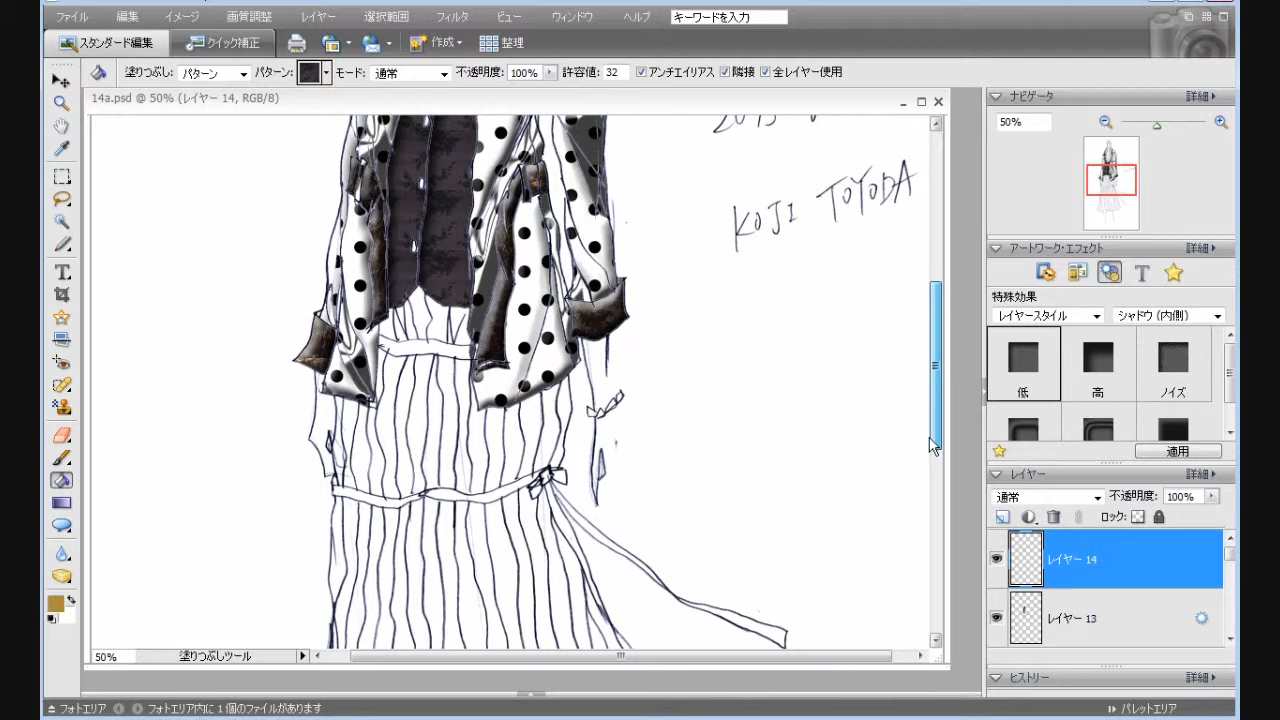 ファイル 編集 イメージ 画質調整 レイヤー 選択範囲 フィルタ ビュー ウィンドウ ヘルプ キーワードを入力
スタンダード編集 クイック補正 作成 整理
塗りつぶし: パターン パターン: モード: 通常 不透明度: 100% 許容値: 32 アンチエイリアス 隣接 全レイヤー使用
14a.psd @ 50% (レイヤー 14, RGB/8)
KOJI TOYODA
50% 塗りつぶしツール
ナビゲータ 詳細
50%
アートワーク・エフェクト 詳細
特殊効果
レイヤースタイル シャドウ (内側)
低 高 ノイズ
適用
レイヤー 詳細
通常 不透明度: 100%
ロック:
レイヤー 14
レイヤー 13
ヒストリー 詳細
フォトエリア フォトエリア内に 1 個のファイルがあります パレットエリア